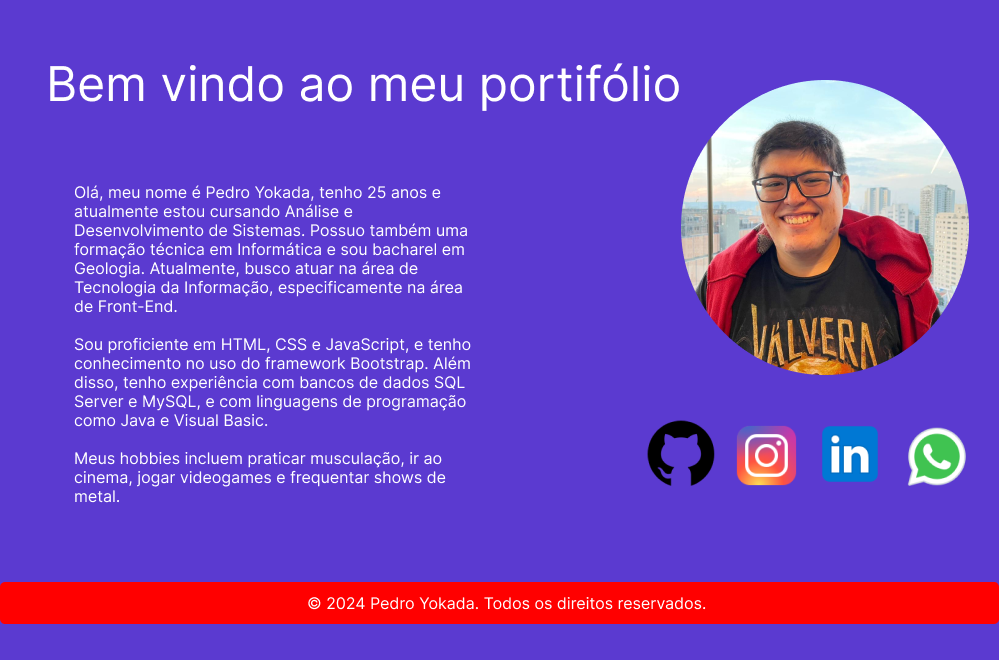 Bem vindo ao meu portifólio
Olá, meu nome é Pedro Yokada, tenho 25 anos e
atualmente estou cursando Análise e
Desenvolvimento de Sistemas. Possuo também uma
formação técnica em Informática e sou bacharel em
Geologia. Atualmente, busco atuar na área de
Tecnologia da Informação, especificamente na área
de Front-End.
Sou proficiente em HTML, CSS e JavaScript, e tenho
conhecimento no uso do framework Bootstrap. Além
disso, tenho experiência com bancos de dados SQL
Server e MySQL, e com linguagens de programação
como Java e Visual Basic.
Meus hobbies incluem praticar musculação, ir ao
cinema, jogar videogames e frequentar shows de
metal.
VALVERA
in
© 2024 Pedro Yokada. Todos os direitos reservados.